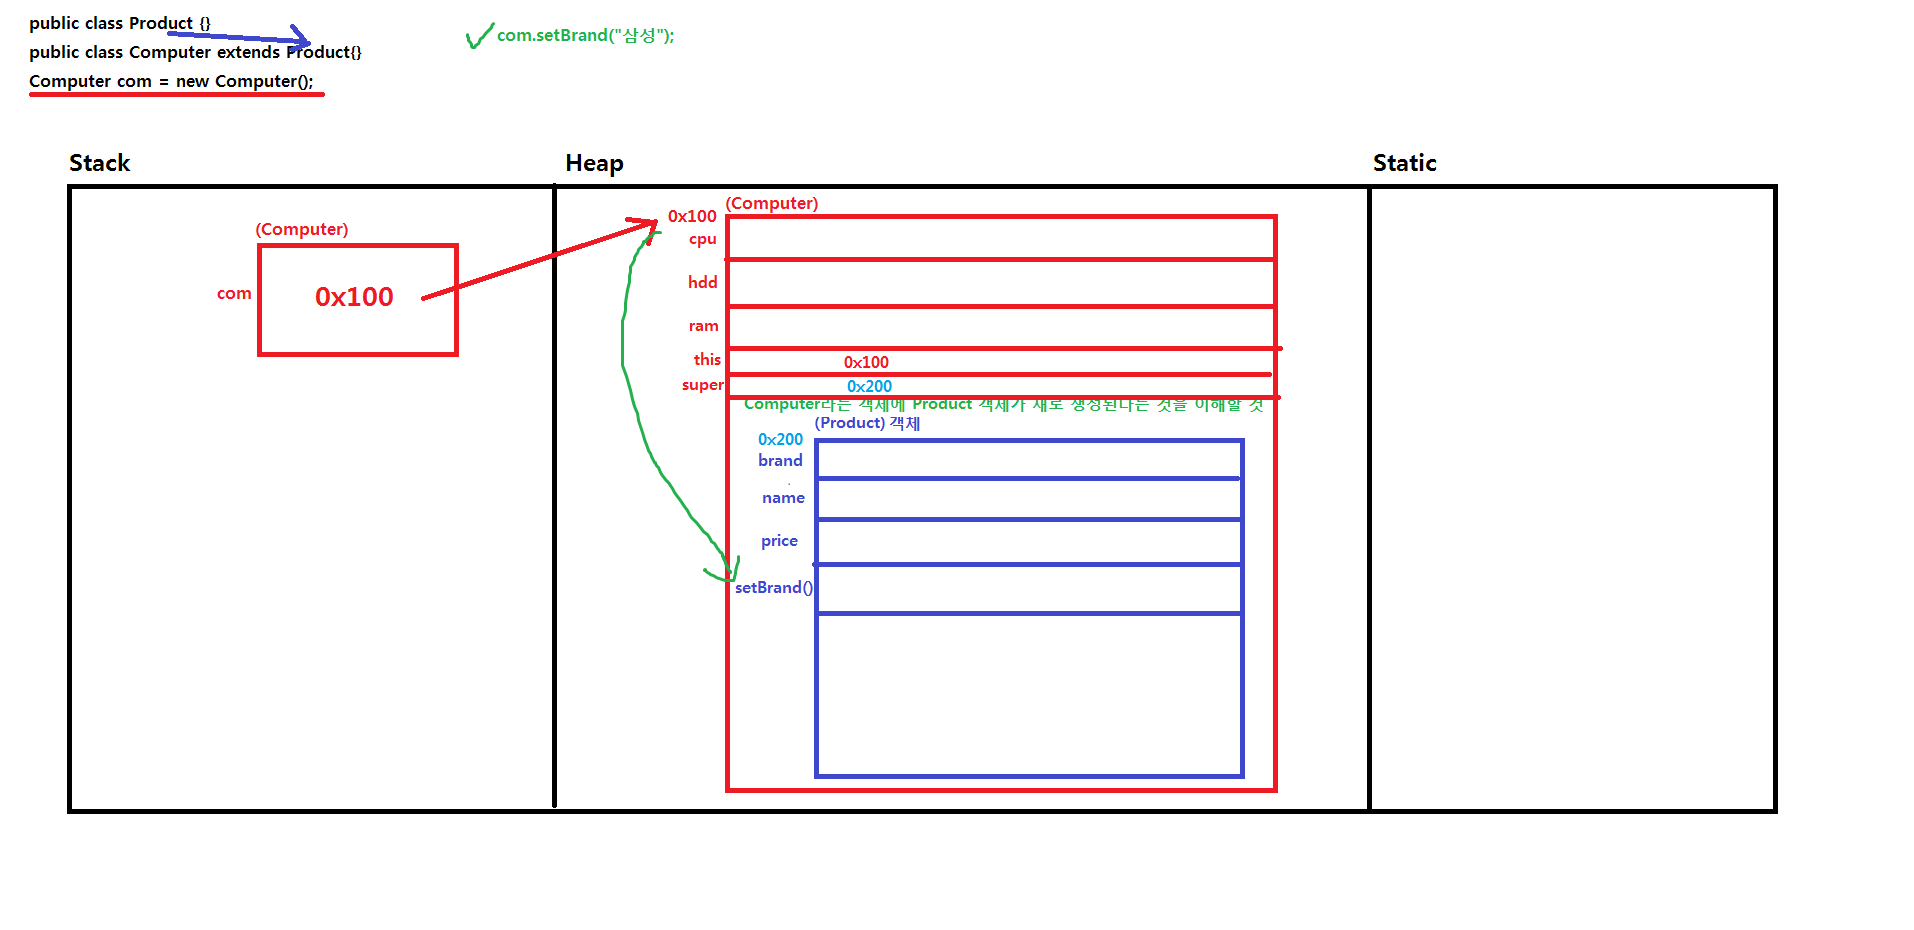 public class Product {}
public class Computer extends Product{}
Computer com = new Computer();
com.setBrand("삼성");
Stack
Heap
Static
(Computer)
com
0x100
(Computer)
0x100
cpu
hdd
ram
this
0x100
super
0x200
Computer라는 객체에 Product 객체가 새로 생성된다는 것을 이해할 것
(Product) 객체
0x200
brand
name
price
setBrand()